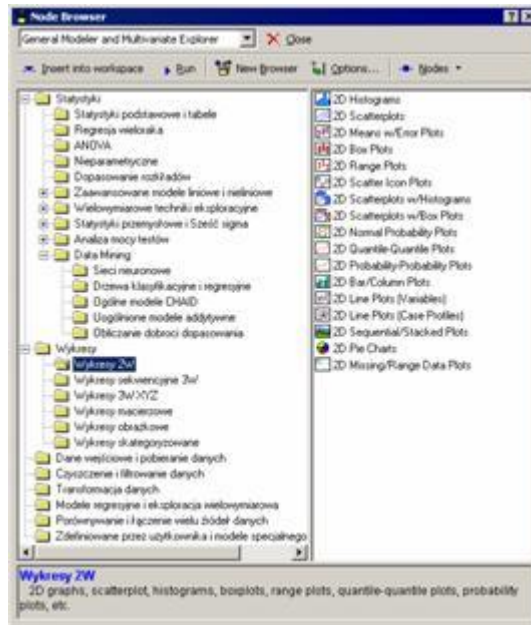 Node Browser
General Modeler and Multivariate Explorer
Close
Insert into workspace
Run
New Browser
Options...
Nodes
Statystyki
Statystyki podstawowe i tabele
Regresja wieloraka
ANOVA
Nieparametryczne
Dopasowanie rozkładów
Zaawansowane modele liniowe i nieliniowe
Wielowymiarowe techniki eksploracyjne
Statystyki przemysłowe i Sześć sigma
Analiza mocy testów
Data Mining
Sieci neuronowe
Drzewa klasyfikacyjne i regresyjne
Ogólne modele CHAID
Uogólnione modele addytywne
Obliczanie dobroci dopasowania
Wykresy
Wykresy 2W
Wykresy sekwencyjne 3W
Wykresy 3W XYZ
Wykresy macierzowe
Wykresy obrazkowe
Wykresy skategoryzowane
Dane wejściowe i pobieranie danych
Czyszczenie i filtrowanie danych
Transformacja danych
Modele regresyjne i eksploracja wielowymiarowa
Porównywanie i łączenie wielu źródeł danych
Zdefiniowane przez użytkownika i modele specjalnego
2D Histograms
2D Scatterplots
2D Means w/Error Plots
2D Box Plots
2D Range Plots
2D Scatter Icon Plots
2D Scatterplots w/Histograms
2D Scatterplots w/Box Plots
2D Normal Probability Plots
2D Quantile-Quantile Plots
2D Probability-Probability Plots
2D Bar/Column Plots
2D Line Plots (Variables)
2D Line Plots (Case Profiles)
2D Sequential/Stacked Plots
2D Pie Charts
2D Missing/Range Data Plots
Wykresy 2W
2D graphs, scatterplot, histograms, boxplots, range plots, quantile-quantile plots, probability
plots, etc.